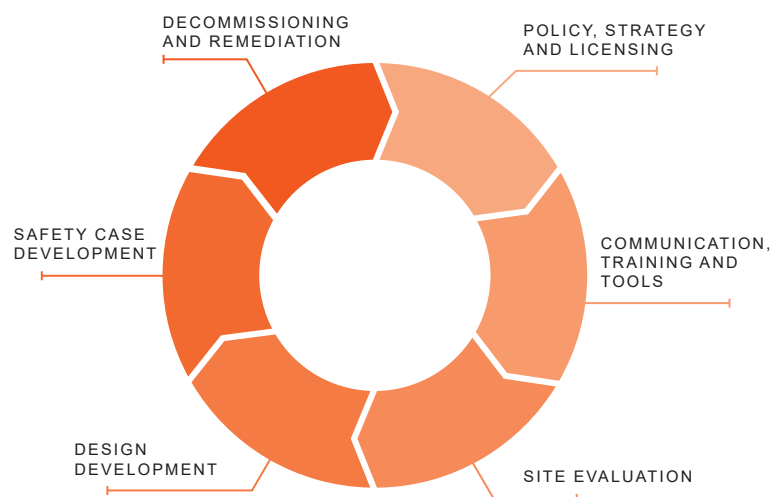 DECOMMISSIONING
AND REMEDIATION
POLICY, STRATEGY
AND LICENSING
SAFETY CASE
DEVELOPMENT
COMMUNICATION,
TRAINING AND
TOOLS
DESIGN
DEVELOPMENT
SITE EVALUATION